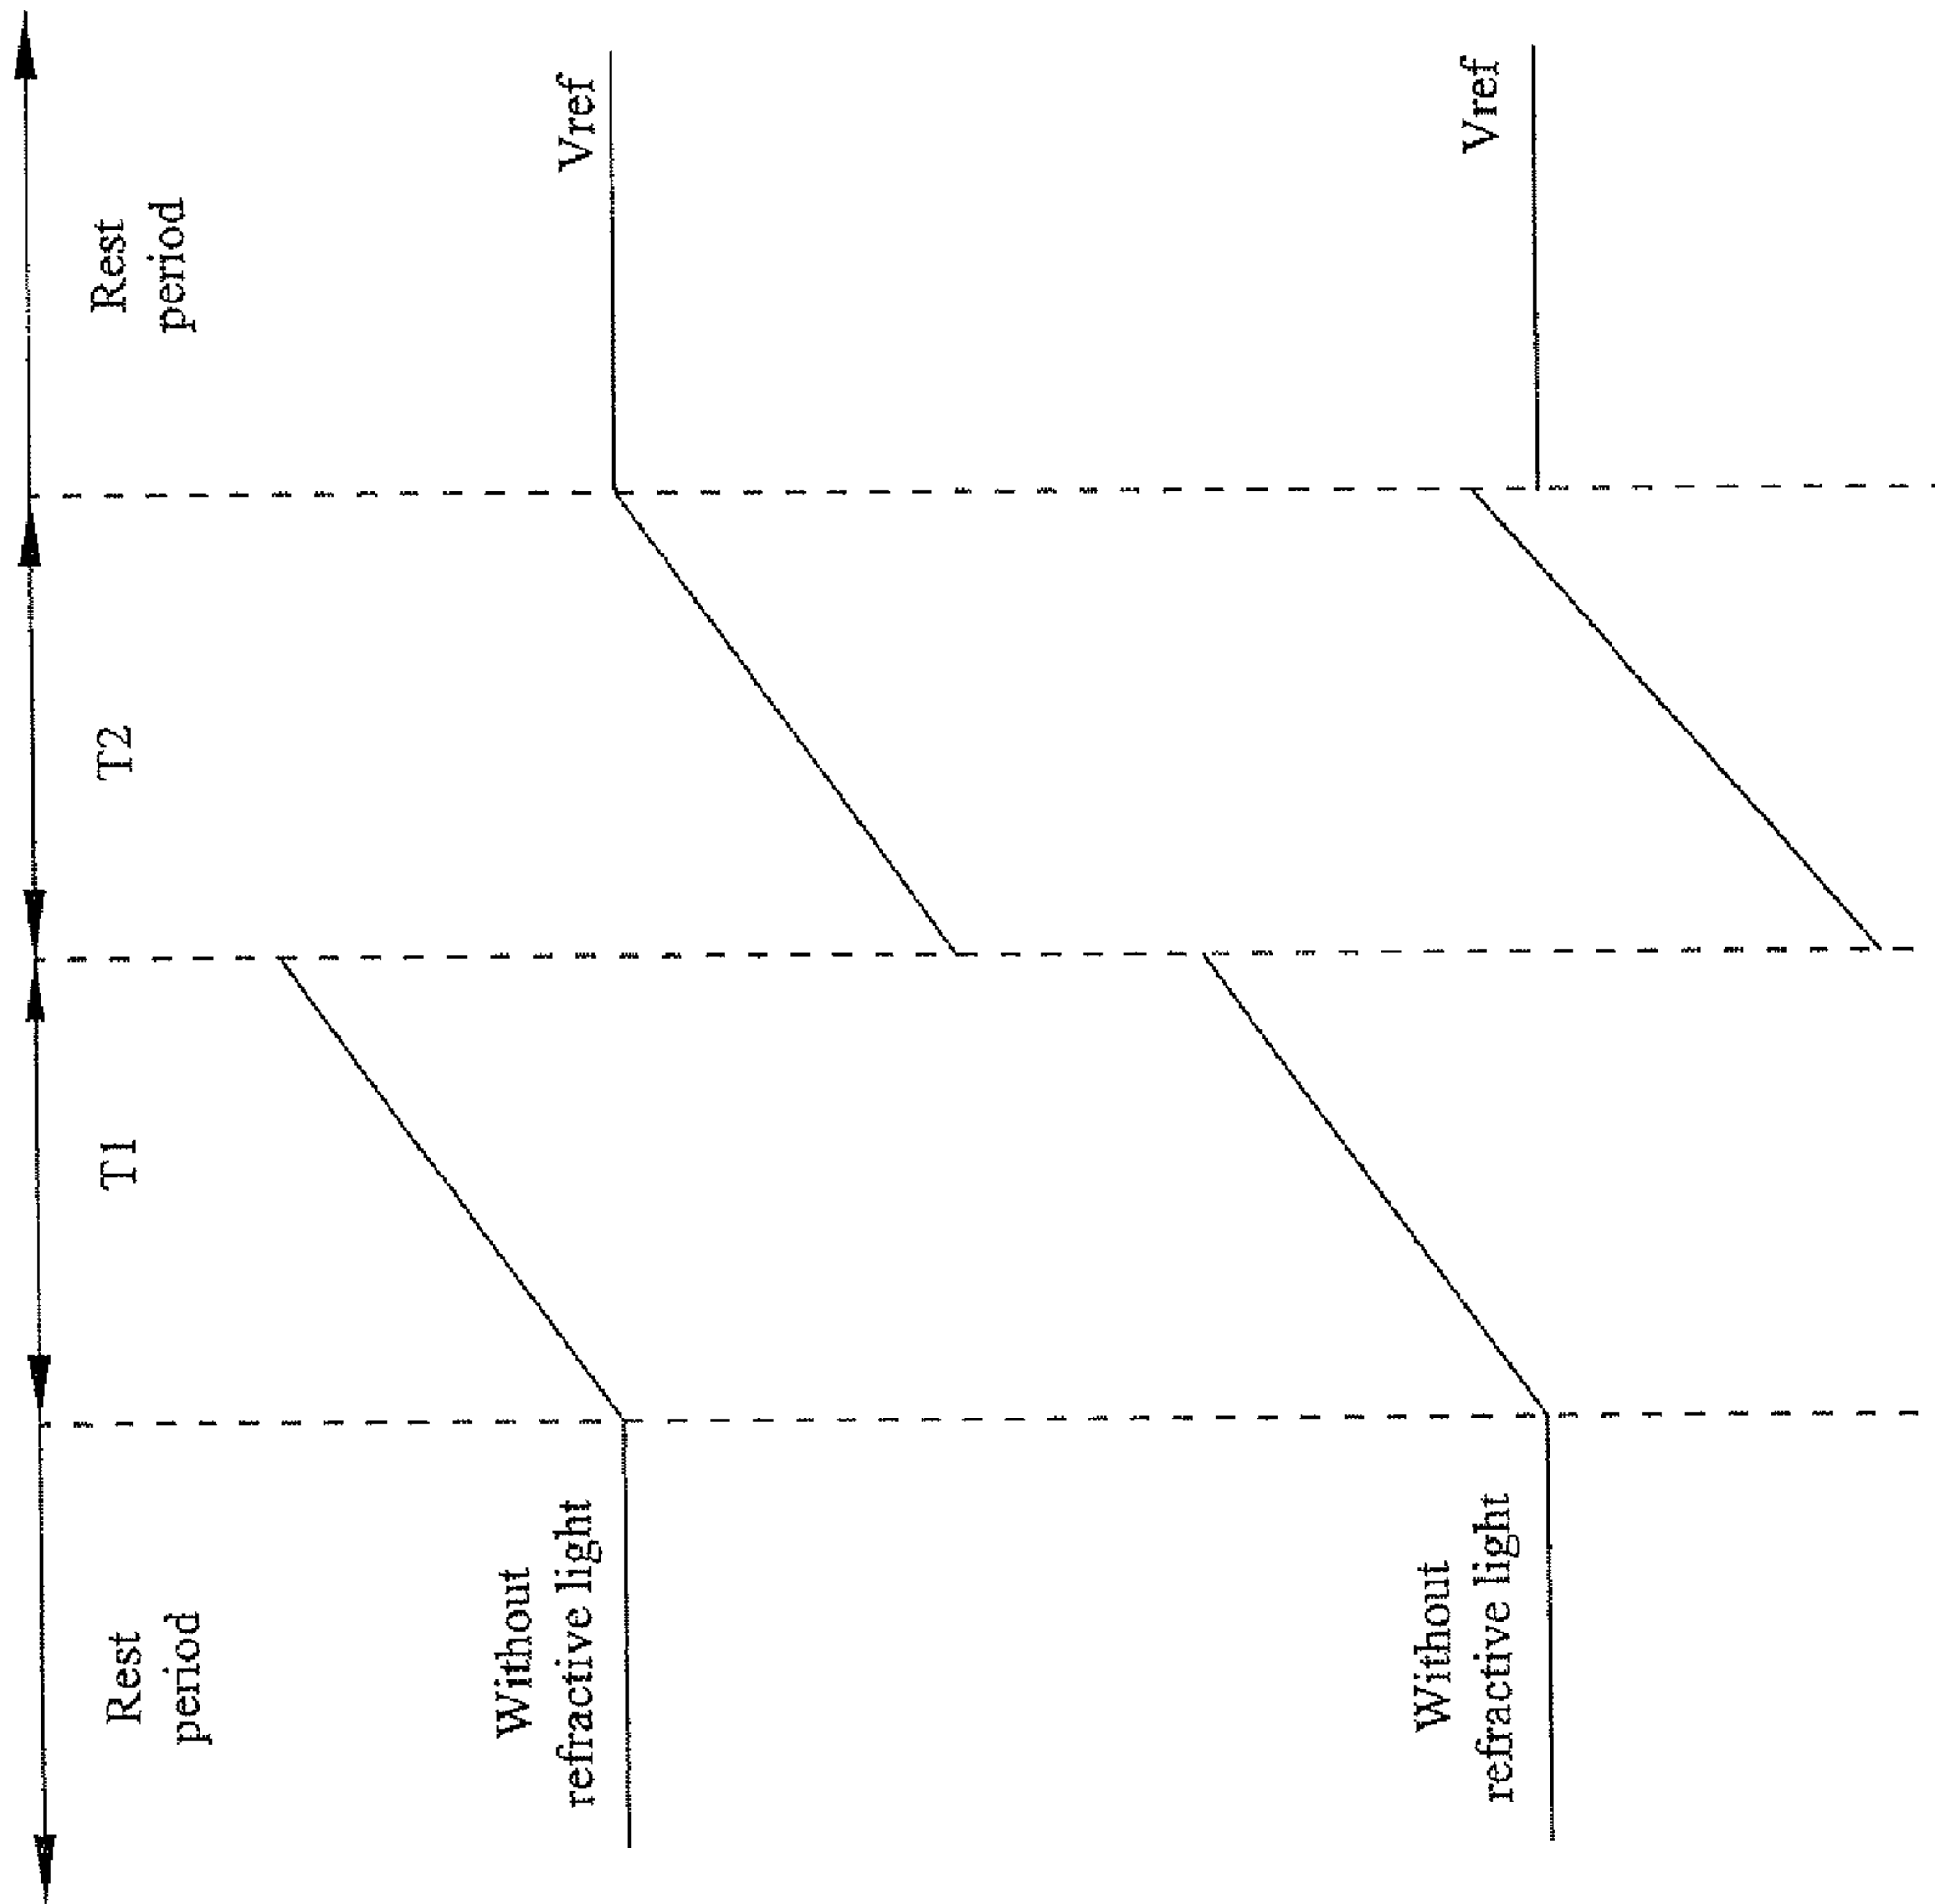 Rest
period
T1
T2
Rest
period
Without
refractive light
Vref
Without
refractive light
Vref